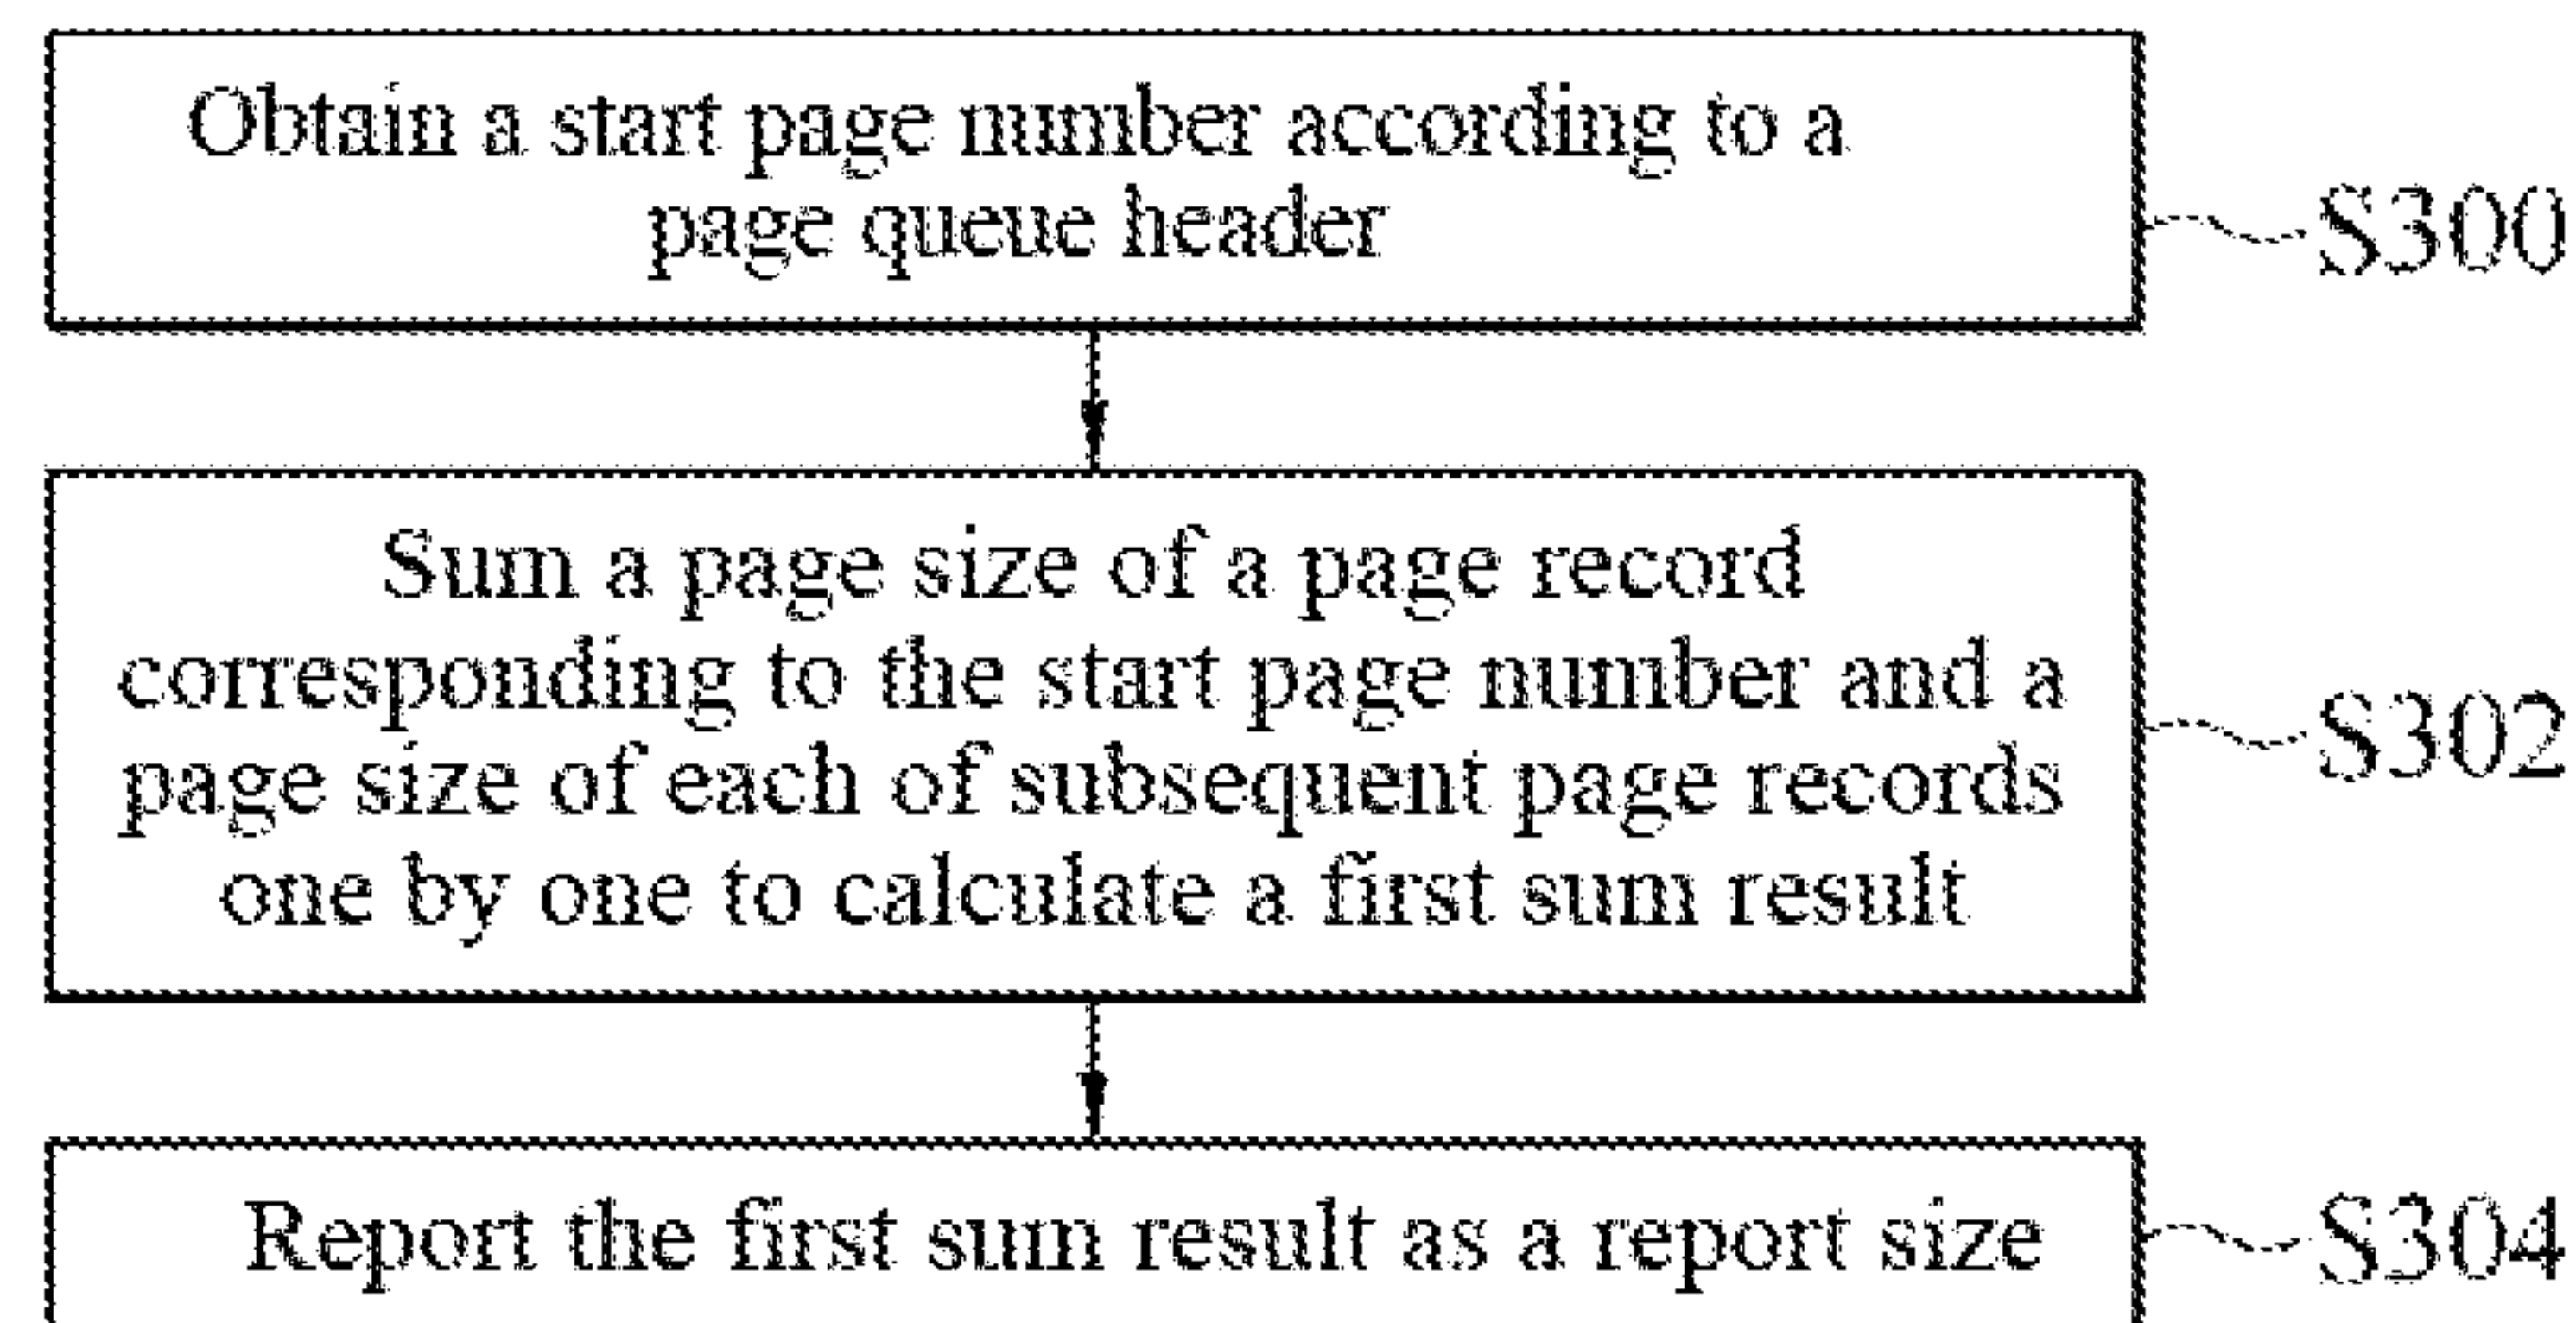 Obtain a start page number according to a
page queue header
S300
Sum a page size of a page record
corresponding to the start page number and a
page size of each of subsequent page records
one by one to calculate a first sum result
S302
Report the first sum result as a report size
S304